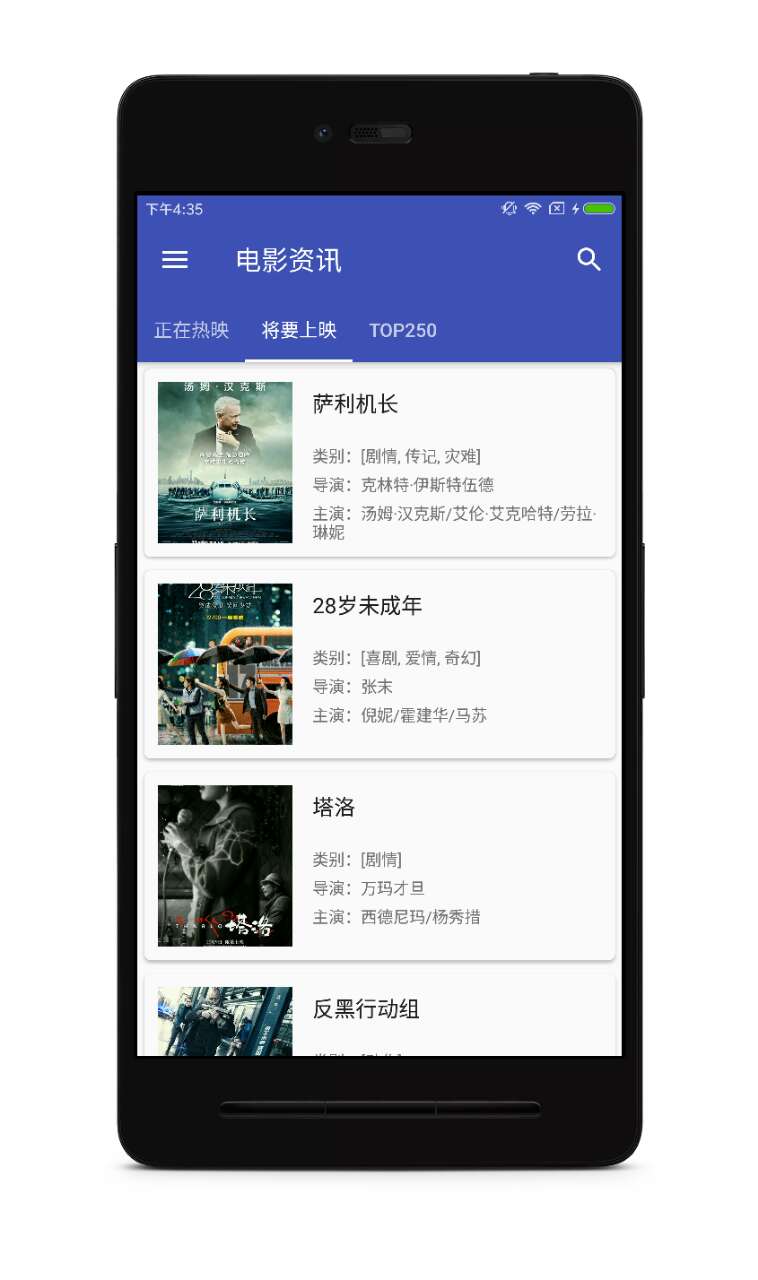 下午4:35
电影资讯
正在热映 将要上映 TOP250
汤姆·汉克斯
萨利机长
萨利机长
类别：[剧情, 传记, 灾难]
导演：克林特·伊斯特伍德
主演：汤姆·汉克斯/艾伦·艾克哈特/劳拉·
琳妮
28岁未成年
类别：[喜剧, 爱情, 奇幻]
导演：张末
主演：倪妮/霍建华/马苏
塔洛
塔洛
类别：[剧情]
导演：万玛才旦
主演：西德尼玛/杨秀措
反黑行动组